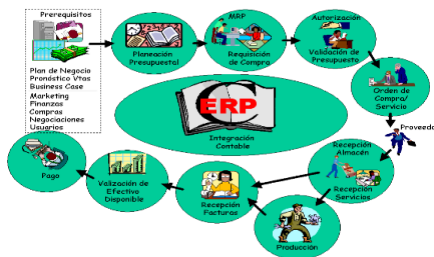 Prerequisitos
Plan de Negocio
Pronóstico Vtas
Business Case
Marketing
Finanzas
Compras
Negociaciones
Usuarios
Planeación
Presupuestal
MRP
Requisición
de Compra
Autorización
Validación de
Presupuesto
Orden de
Compra/
Servicio
Proveedo
Recepción
Almacén
Recepción
Servicios
Producción
Recepción
Facturas
Valización de
Efectivo
Disponible
Pago
ERP
Integración
Contable